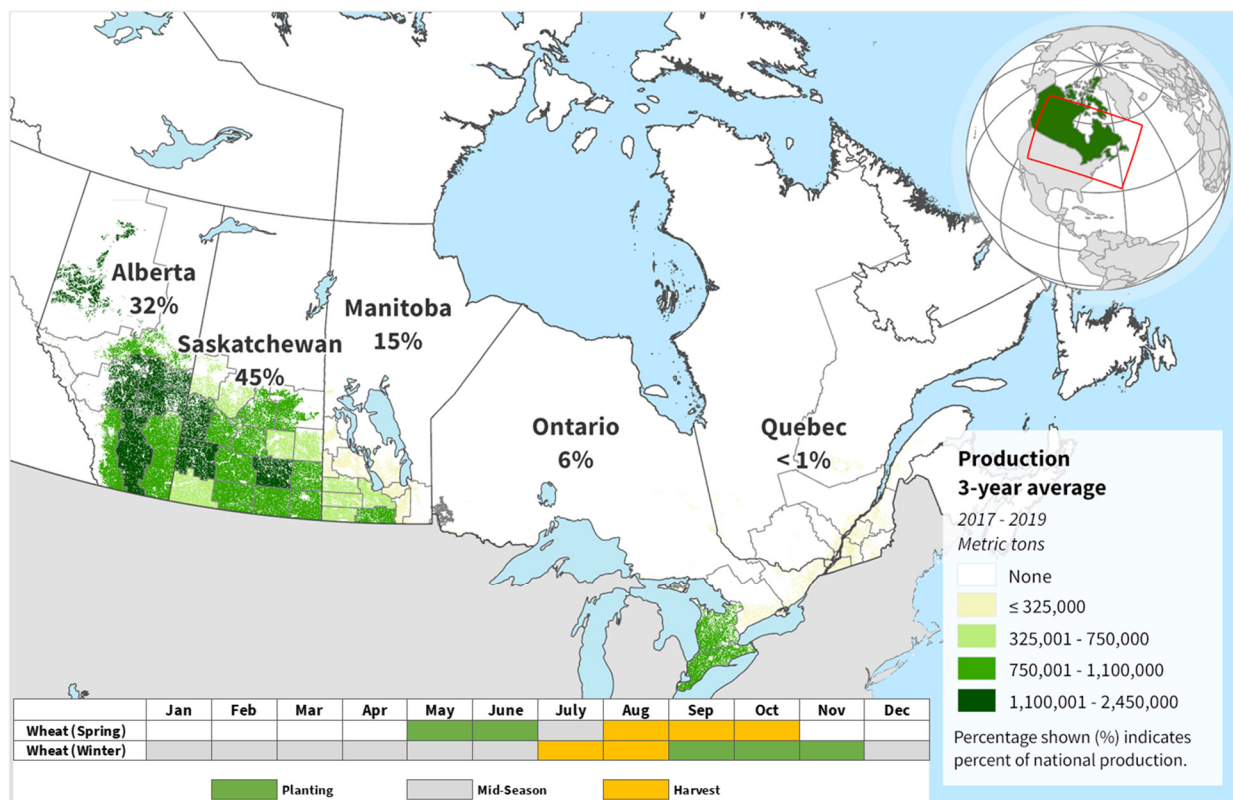 Alberta
32%
Saskatchewan
45%
Manitoba
15%
Ontario
6%
Quebec
< 1%
Production
3-year average
2017 - 2019
Metric tons
None
≤ 325,000
325,001 - 750,000
750,001 - 1,100,000
1,100,001 - 2,450,000
Percentage shown (%) indicates
percent of national production.
Jan Feb Mar Apr May June July Aug Sep Oct Nov Dec
Wheat (Spring)
Wheat (Winter)
Planting Mid-Season Harvest